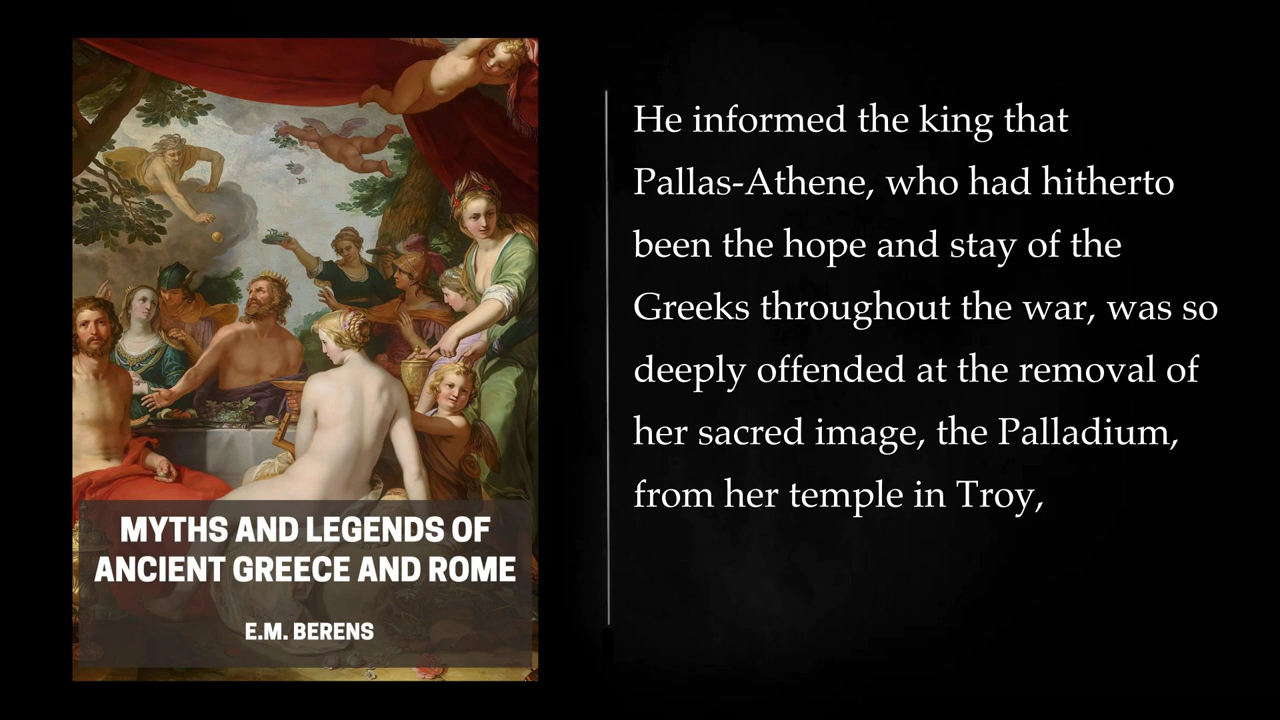 MYTHS AND LEGENDS OF
ANCIENT GREECE AND ROME
E.M. BERENS
He informed the king that
Pallas-Athene, who had hitherto
been the hope and stay of the
Greeks throughout the war, was so
deeply offended at the removal of
her sacred image, the Palladium,
from her temple in Troy,